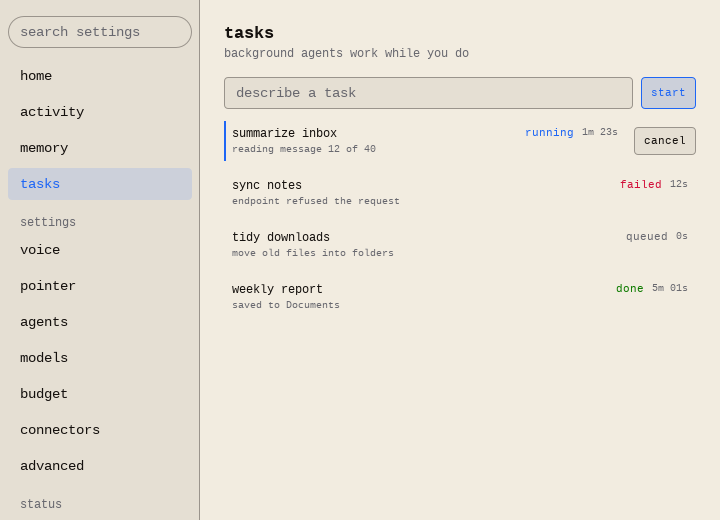 search settings
home
activity
memory
tasks
settings
voice
pointer
agents
models
budget
connectors
advanced
status
tasks
background agents work while you do
describe a task
start
summarize inbox
running 1m 23s
cancel
reading message 12 of 40
sync notes
failed 12s
endpoint refused the request
tidy downloads
queued 0s
move old files into folders
weekly report
done 5m 01s
saved to Documents